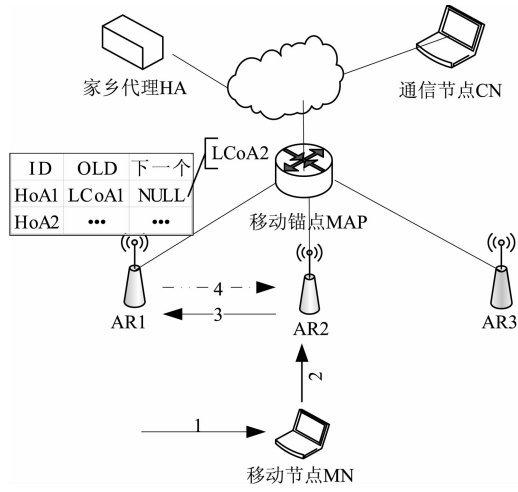 家乡代理HA
通信节点CN
LCoA2
ID OLD 下一个
HoA1 LCoA1 NULL
HoA2 ••• •••
移动锚点MAP
4
3
AR1
AR2
AR3
2
1
移动节点MN